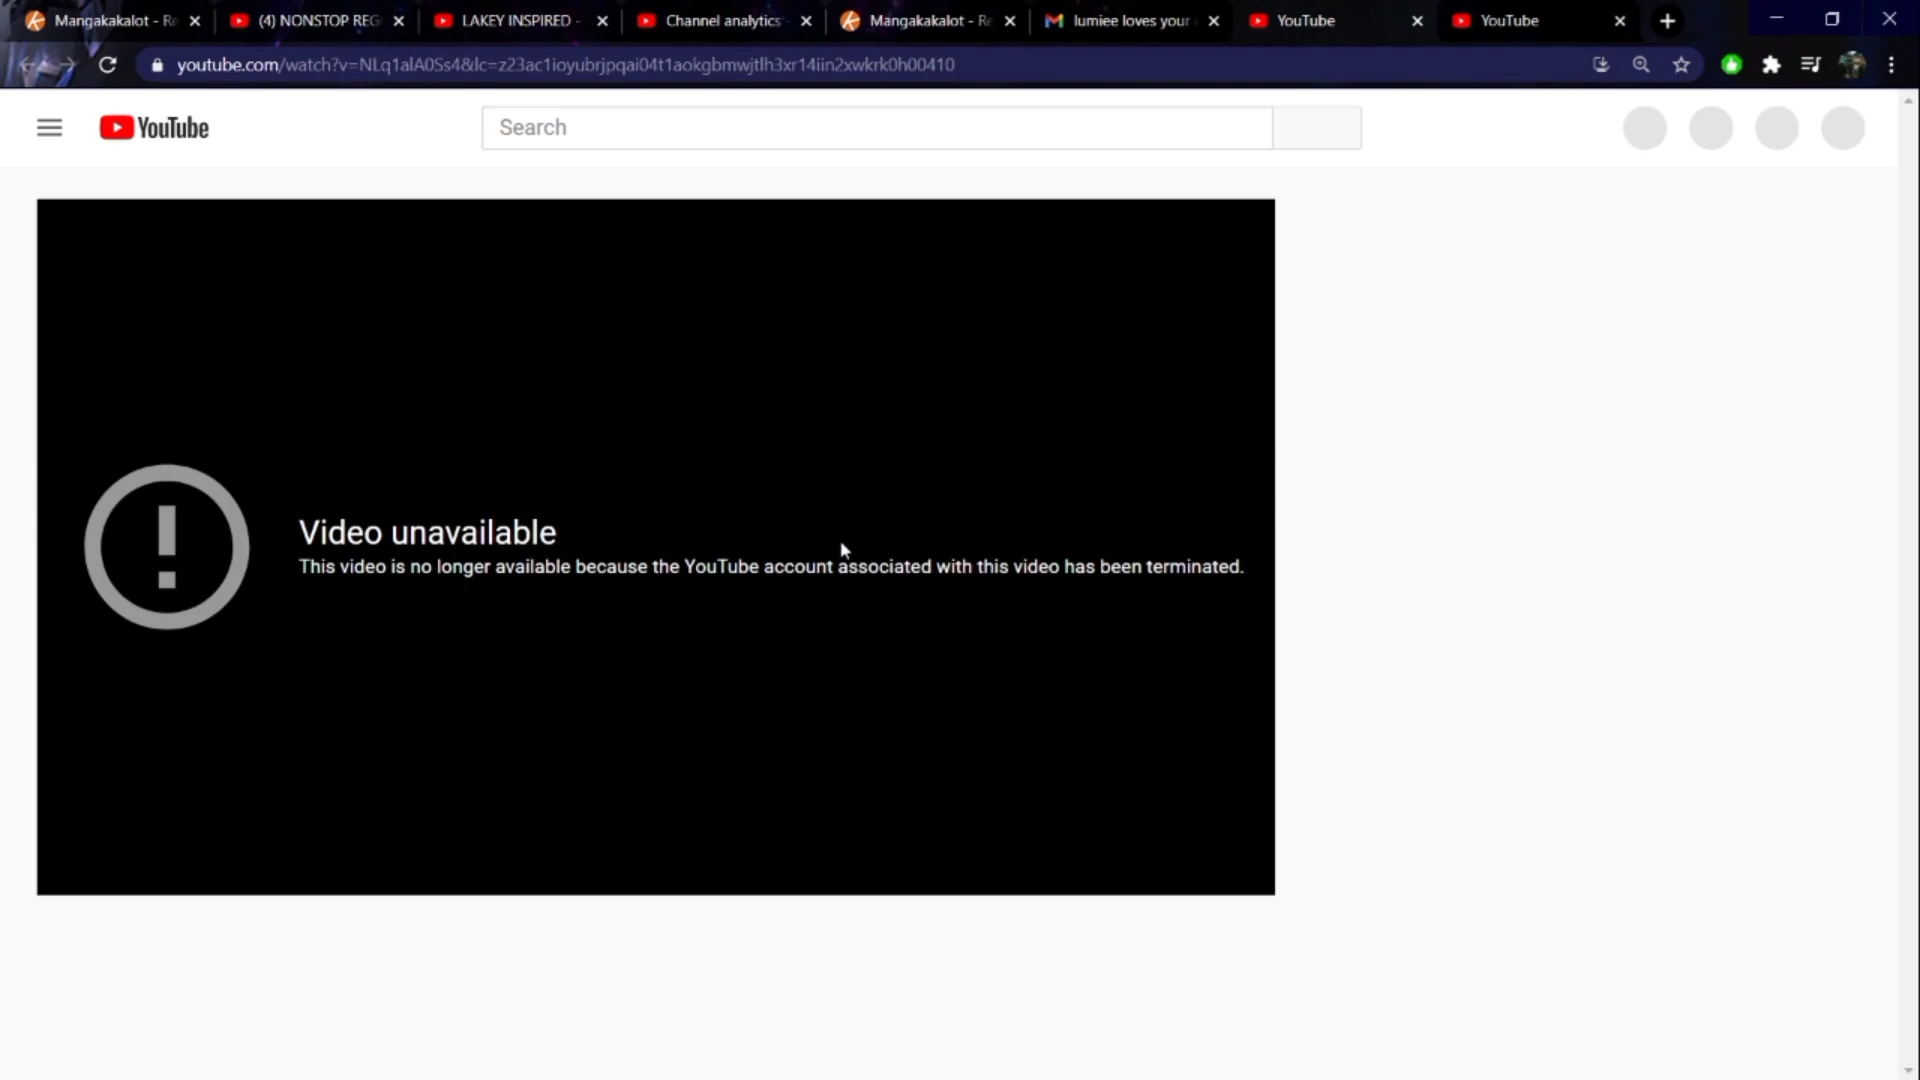 Mangakakalot - Re
(4) NONSTOP REG
LAKEY INSPIRED -
Channel analytics
Mangakakalot - Re
lumiee loves your
YouTube
YouTube
youtube.com/watch?v=NLq1alA0Ss4&lc=z23ac1ioyubrjpqai04t1aokgbmwjtlh3xr14iin2xwkrk0h00410
YouTube
Search
Video unavailable
This video is no longer available because the YouTube account associated with this video has been terminated.